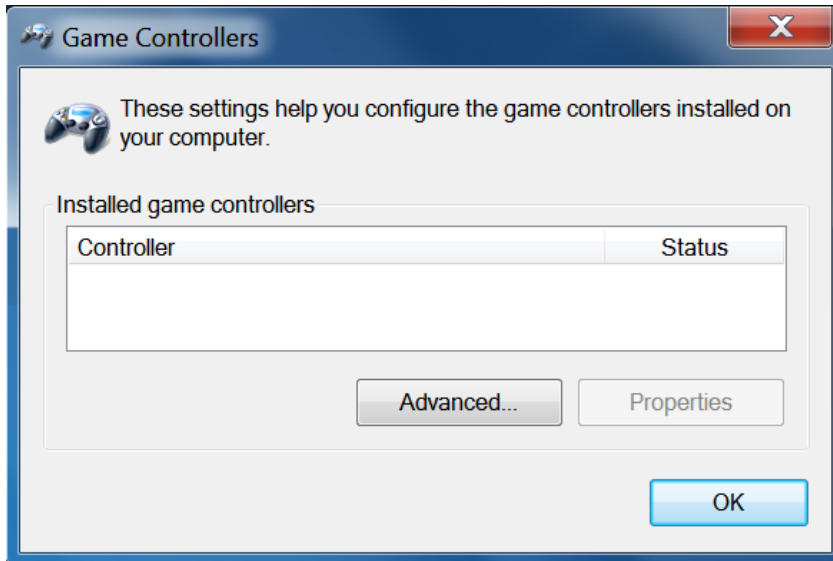 Game Controllers
These settings help you configure the game controllers installed on
your computer.
Installed game controllers
Controller Status
Advanced... Properties
OK